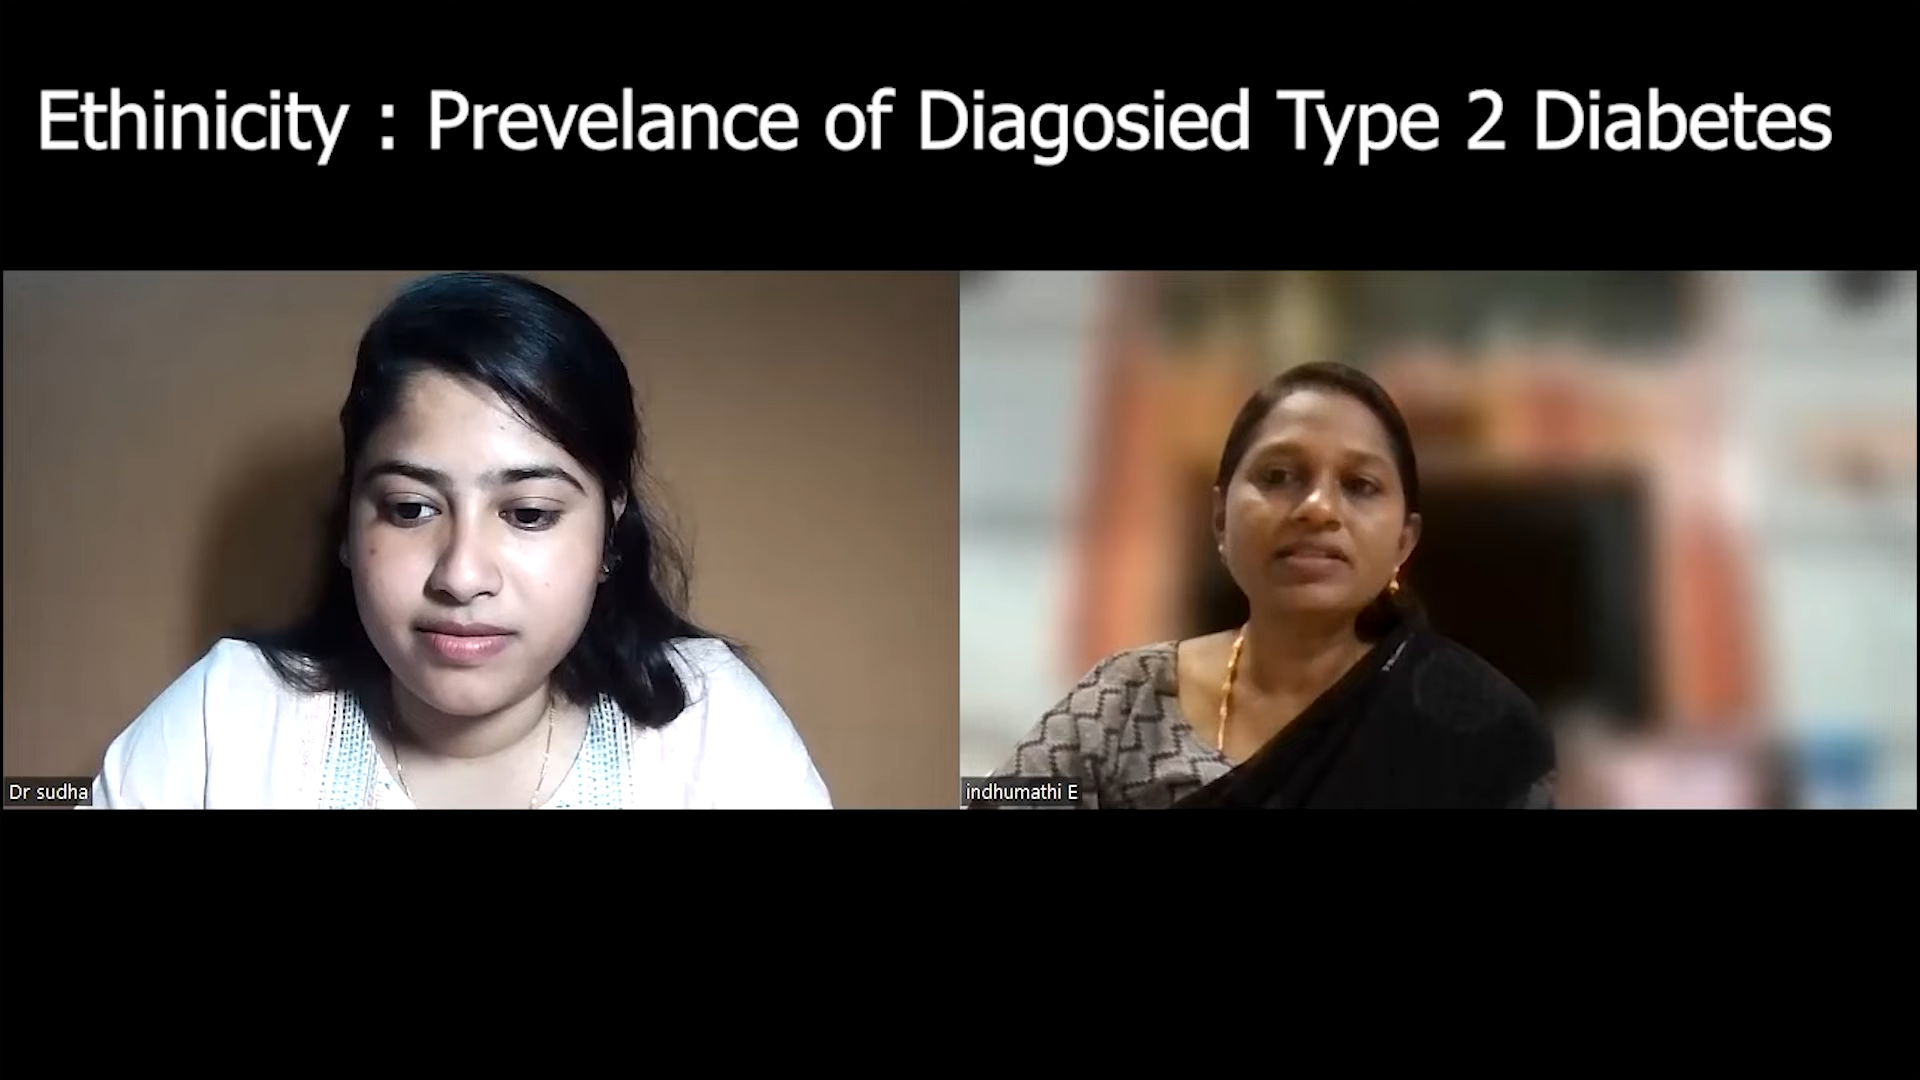 Ethinicity : Prevelance of Diagosied Type 2 Diabetes
Dr sudha
indhumathi E